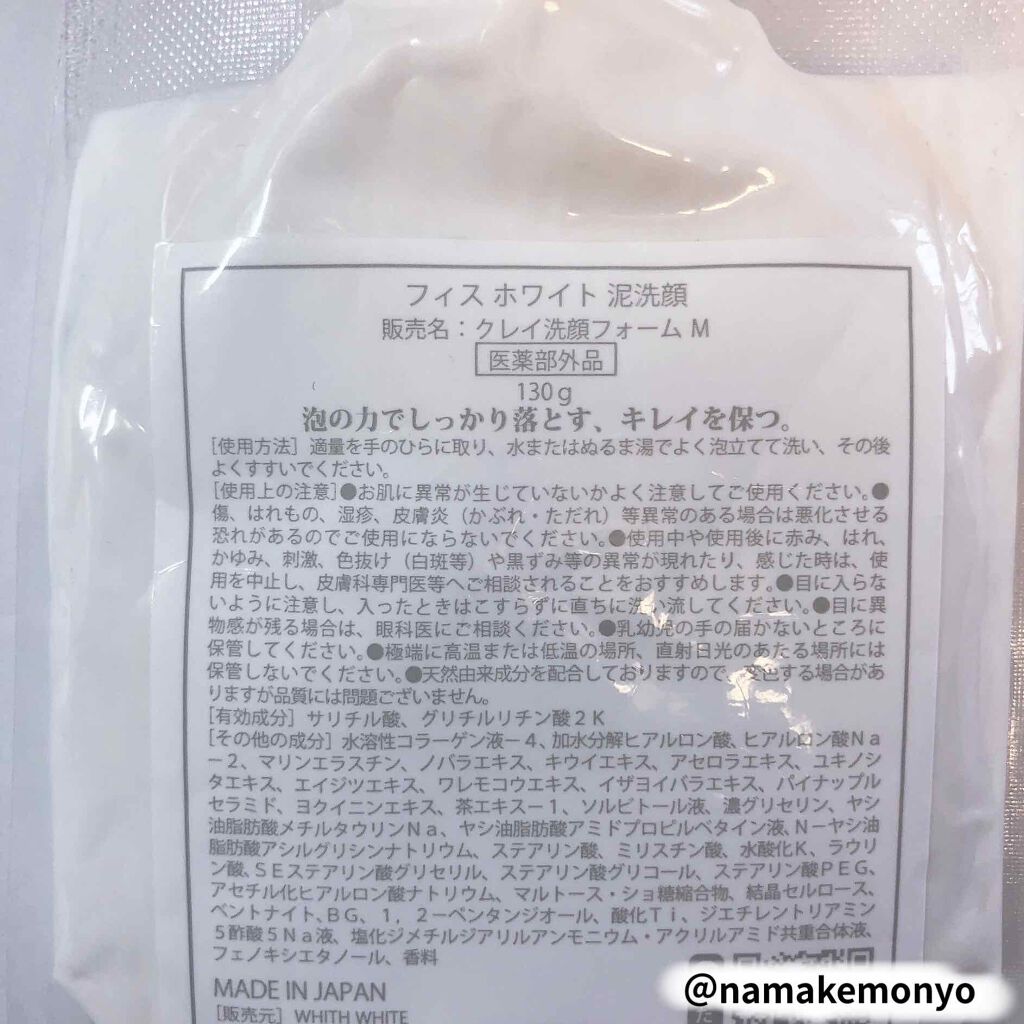 フィス ホワイト 泥洗顔
販売名：クレイ洗顔フォーム M
医薬部外品
130g
泡の力でしっかり落とす、キレイを保つ。
[使用方法] 適量を手のひらに取り、水またはぬるま湯でよく泡立てて洗い、その後
よくすすいでください。
[使用上の注意]●お肌に異常が生じていないかよく注意してご使用ください。●
傷、はれもの、湿疹、皮膚炎（かぶれ・ただれ）等異常のある場合は悪化させる
恐れがあるのでご使用にならないでください。●使用中や使用後に赤み、はれ、
かゆみ、刺激、色抜け（白斑等）や黒ずみ等の異常が現れたり、感じた時は、使
用を中止し、皮膚科専門医等へご相談されることをおすすめします。●目に入らな
いように注意し、入ったときはこすらずに直ちに洗い流してください。●目に異
物感が残る場合は、眼科医にご相談ください。●乳幼児の手の届かないところに
保管してください。●極端に高温または低温の場所、直射日光のあたる場所には
保管しないでください。●天然由来成分を配合しておりますので、変色する場合があ
りますが品質には問題ございません。
[有効成分] サリチル酸、グリチルリチン酸２Ｋ
[その他の成分] 水溶性コラーゲン液－４、加水分解ヒアルロン酸、ヒアルロン酸Ｎａ
－２、マリンエラスチン、ノバラエキス、キウイエキス、アセロラエキス、ユキノシ
タエキス、エイジツエキス、ワレモコウエキス、イザヨイバラエキス、パイナップル
セラミド、ヨクイニンエキス、茶エキス－１、ソルビトール液、濃グリセリン、ヤシ
油脂肪酸メチルタウリンＮａ、ヤシ油脂肪酸アミドプロピルベタイン液、Ｎ－ヤシ油
脂肪酸アシルグリシンナトリウム、ステアリン酸、ミリスチン酸、水酸化Ｋ、ラウリ
ン酸、ＳＥステアリン酸グリセリル、ステアリン酸グリコール、ステアリン酸ＰＥＧ、
アセチル化ヒアルロン酸ナトリウム、マルトース・ショ糖縮合物、結晶セルロース、
ベントナイト、ＢＧ、１，２－ペンタンジオール、酸化Ｔｉ、ジエチレントリアミン
５酢酸５Ｎａ液、塩化ジメチルジアリルアンモニウム・アクリルアミド共重合体液、
フェノキシエタノール、香料
MADE IN JAPAN
[販売元] WHITH WHITE
@namakemonyo